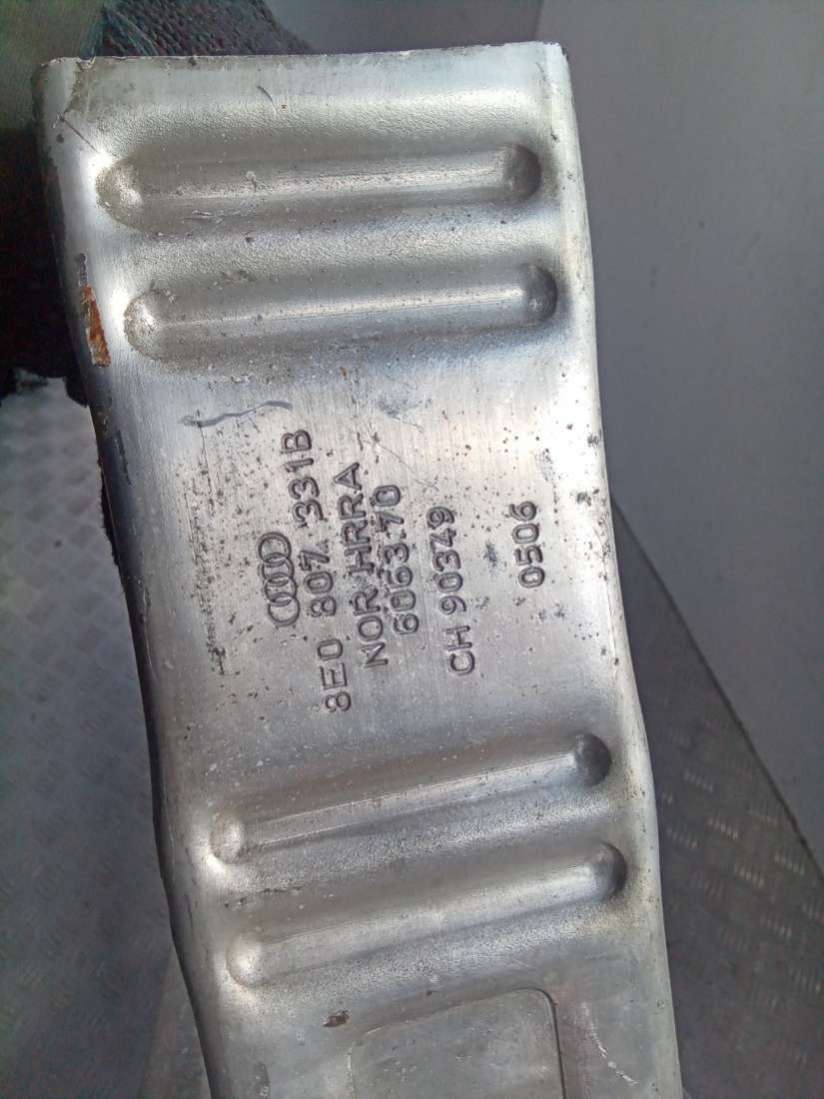 8E0 807. 331B
NOR HRRA
6063.70
CH 90349
0506